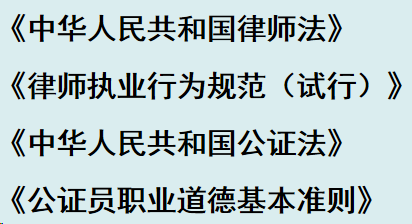 《中华人民共和国律师法》
《律师执业行为规范（试行）》
《中华人民共和国公证法》
《公证员职业道德基本准则》